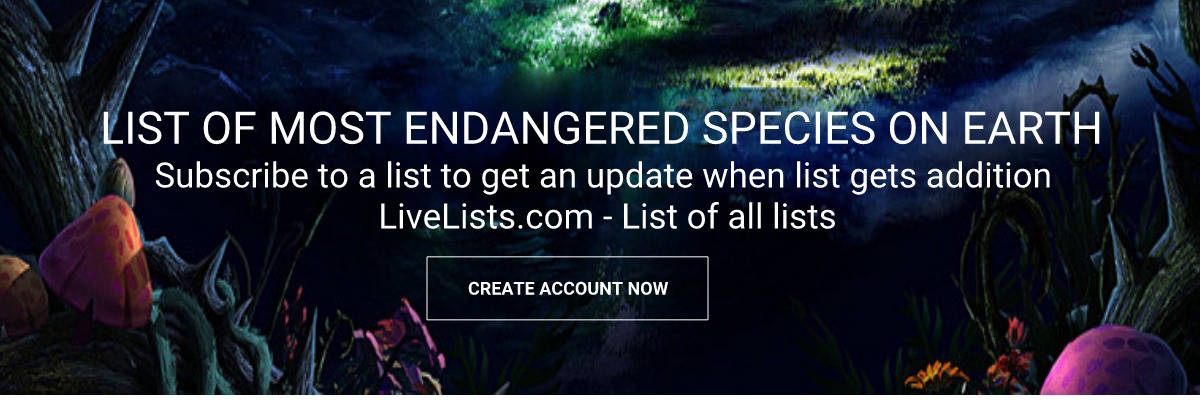 LIST OF MOST ENDANGERED SPECIES ON EARTH
Subscribe to a list to get an update when list gets addition
LiveLists.com - List of all lists
CREATE ACCOUNT NOW